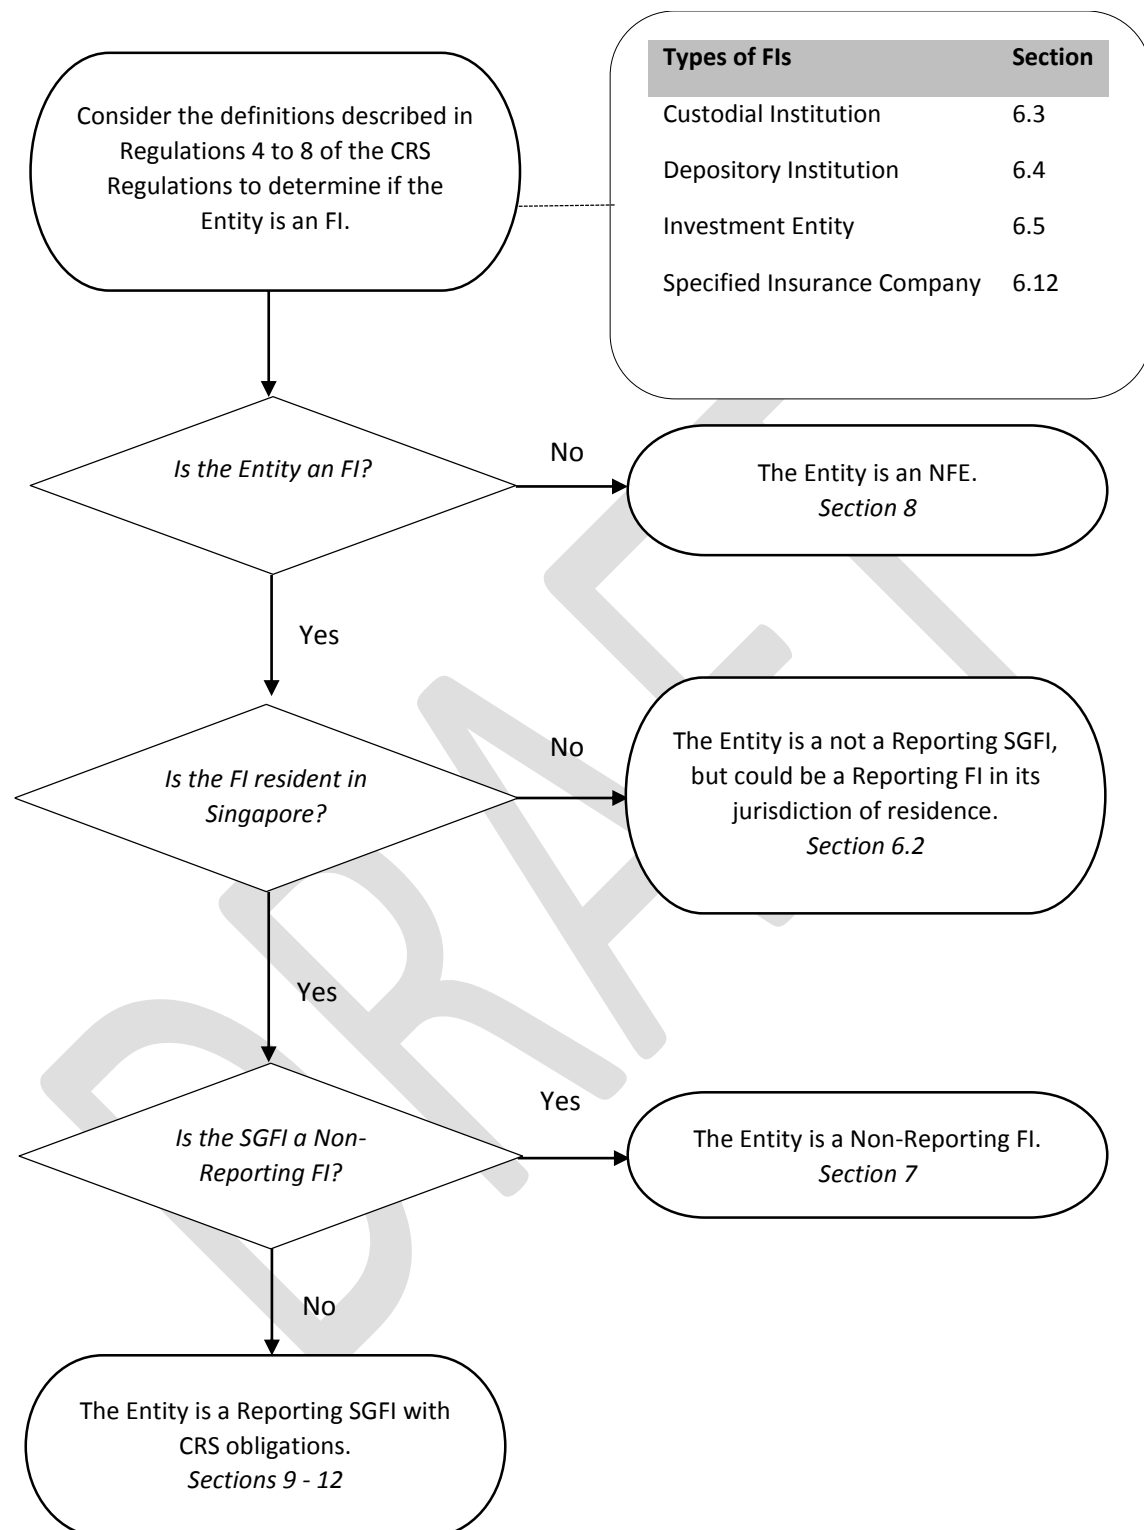 Consider the definitions described in
Regulations 4 to 8 of the CRS
Regulations to determine if the
Entity is an FI.
Types of FIs Section
Custodial Institution 6.3
Depository Institution 6.4
Investment Entity 6.5
Specified Insurance Company 6.12
Is the Entity an FI?
No
The Entity is an NFE.
Section 8
Yes
Is the FI resident in
Singapore?
No
The Entity is a not a Reporting SGFI,
but could be a Reporting FI in its
jurisdiction of residence.
Section 6.2
Yes
Is the SGFI a Non-
Reporting FI?
Yes
The Entity is a Non-Reporting FI.
Section 7
No
The Entity is a Reporting SGFI with
CRS obligations.
Sections 9 - 12
DRAFT